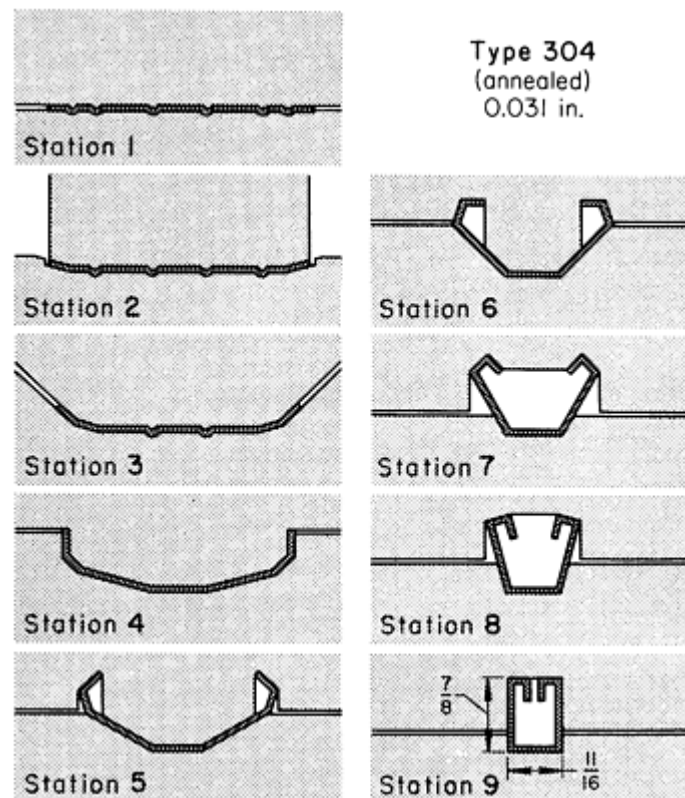 Type 304
(annealed)
0.031 in.
Station 1
Station 2
Station 3
Station 4
Station 5
Station 6
Station 7
Station 8
7/8
11/16
Station 9